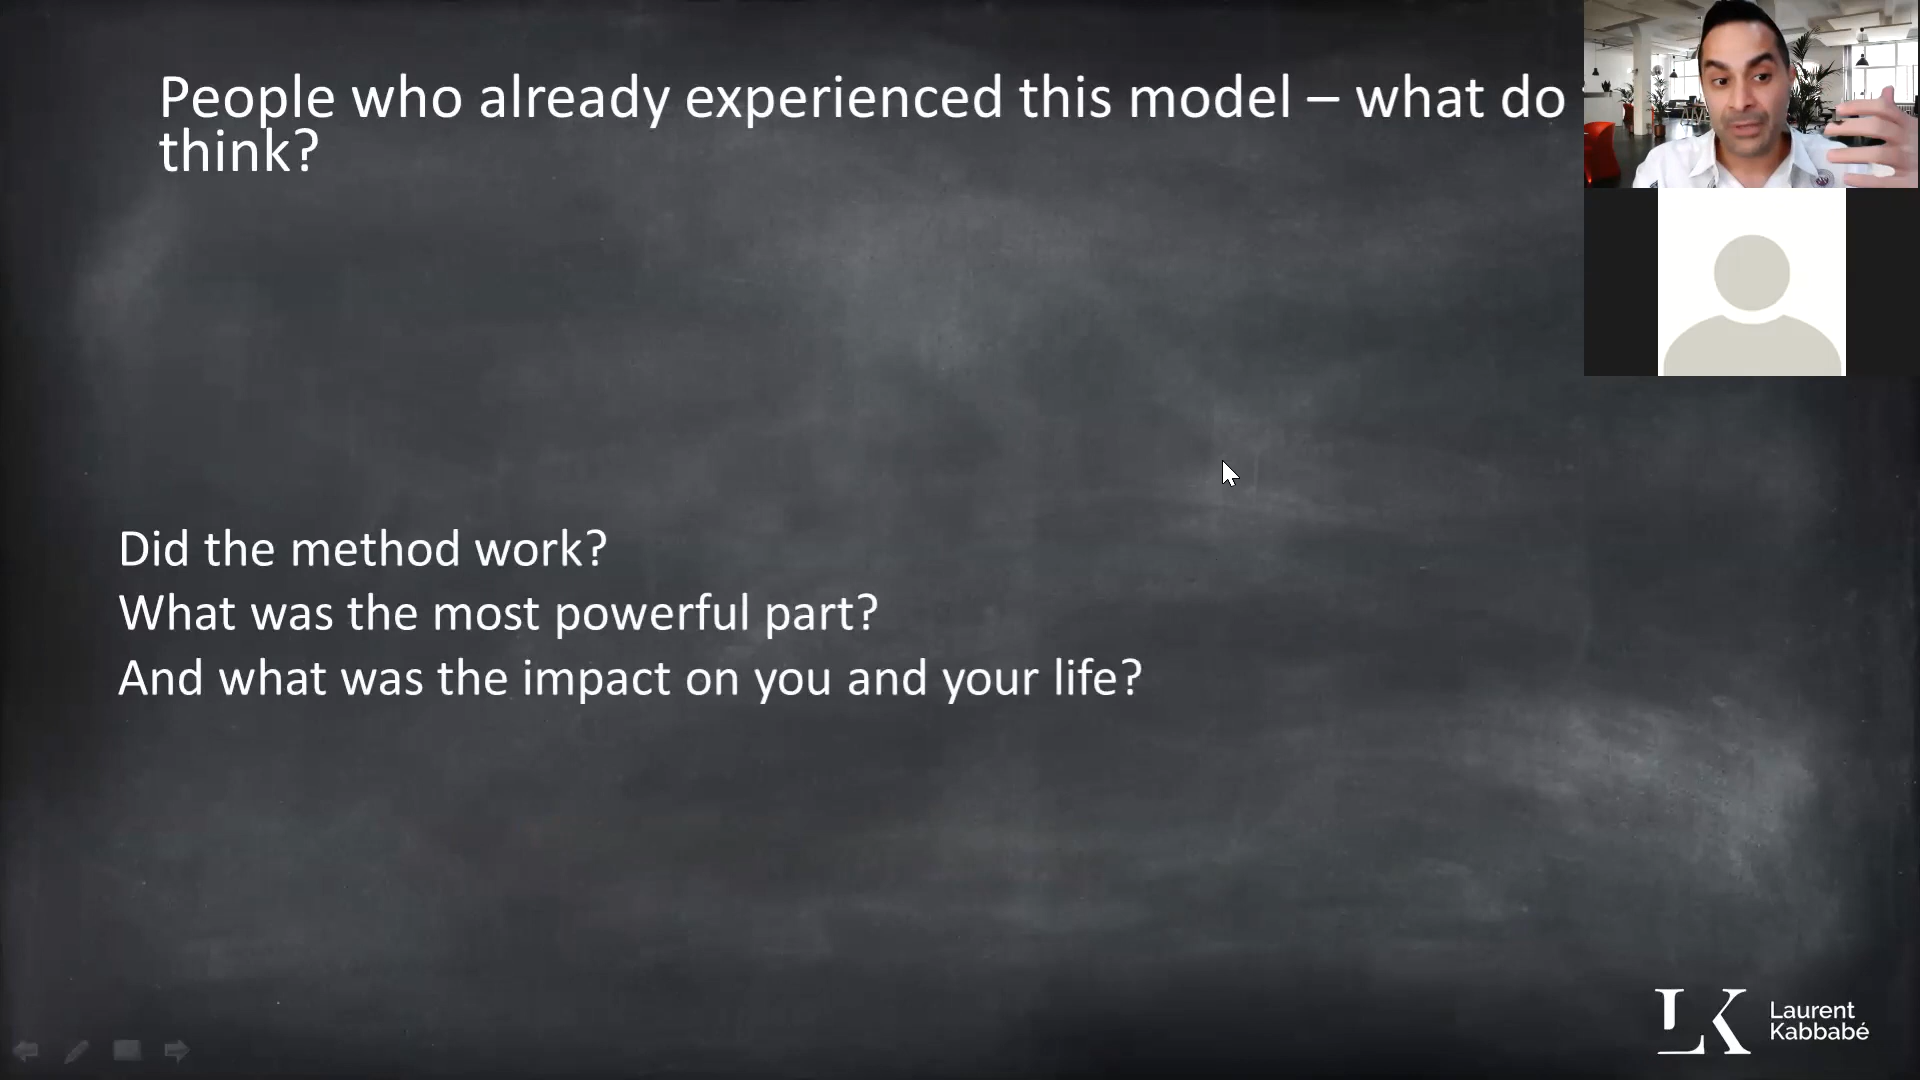 People who already experienced this model – what do
think?
Did the method work?
What was the most powerful part?
And what was the impact on you and your life?
LK
Laurent
Kabbabé